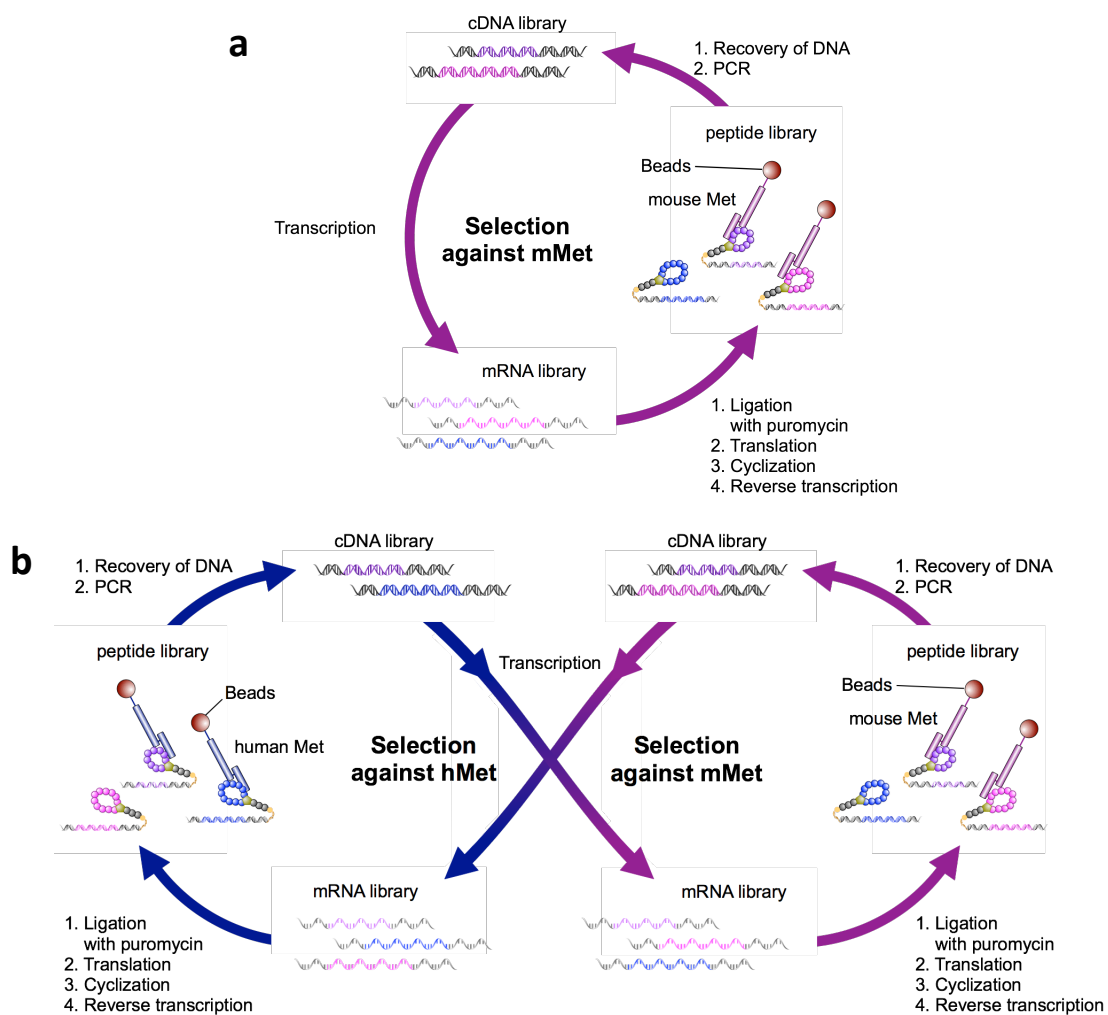 a
cDNA library
1. Recovery of DNA
2. PCR
peptide library
Beads
mouse Met
Transcription
Selection
against mMet
mRNA library
1. Ligation
with puromycin
2. Translation
3. Cyclization
4. Reverse transcription
b
cDNA library
1. Recovery of DNA
2. PCR
peptide library
Beads
human Met
Transcription
Selection
against hMet
mRNA library
1. Ligation
with puromycin
2. Translation
3. Cyclization
4. Reverse transcription
cDNA library
1. Recovery of DNA
2. PCR
peptide library
Beads
mouse Met
Selection
against mMet
mRNA library
1. Ligation
with puromycin
2. Translation
3. Cyclization
4. Reverse transcription